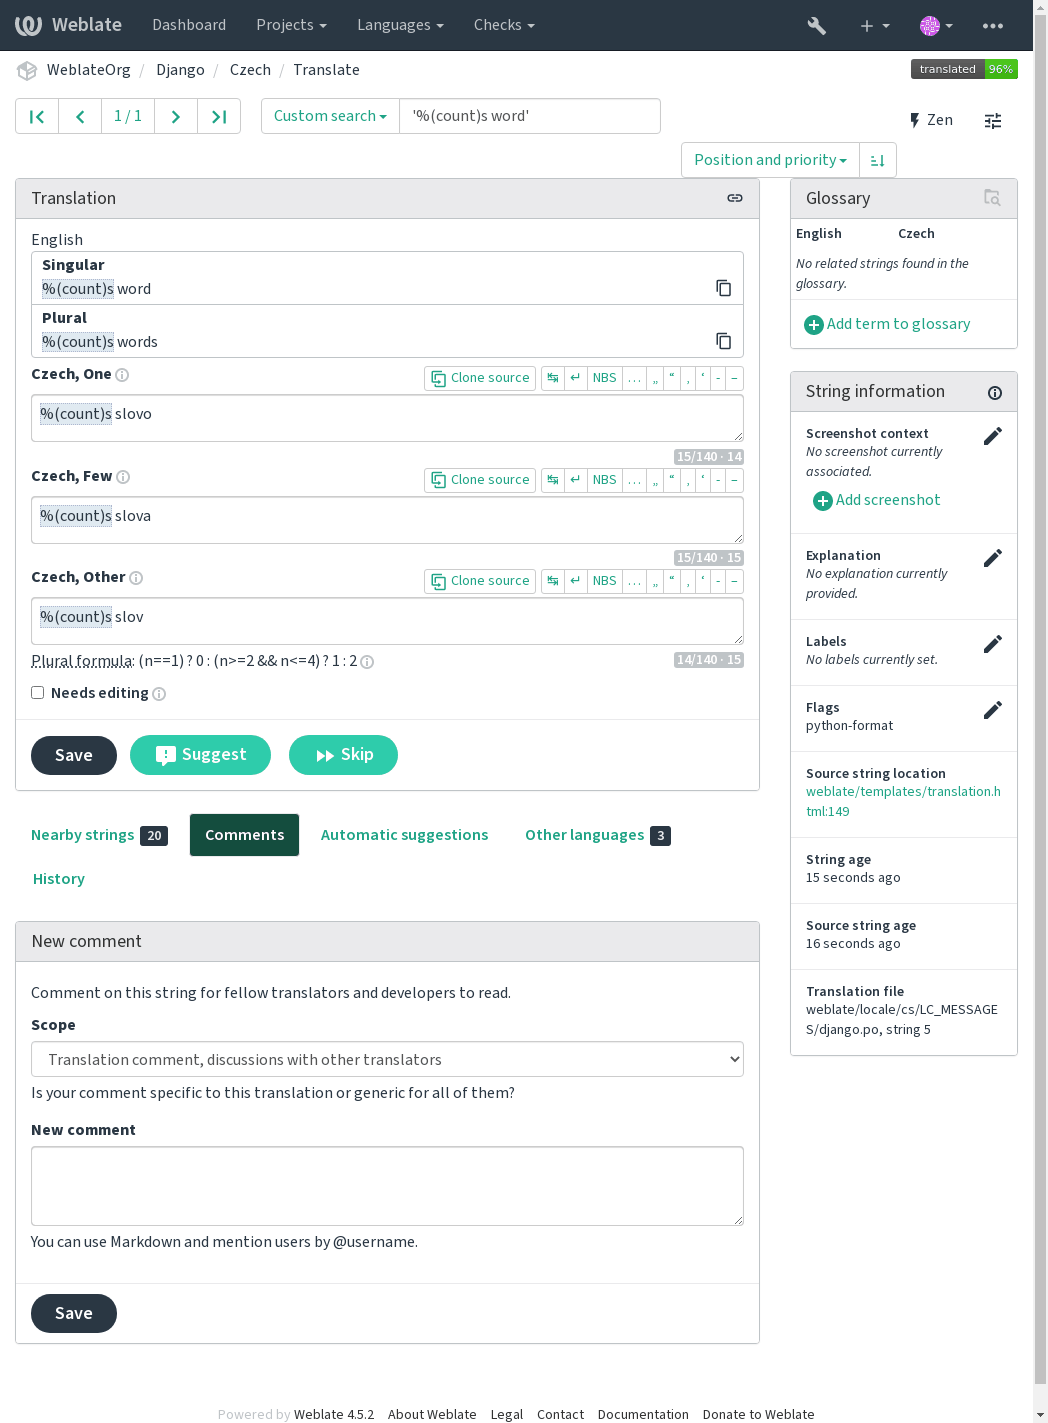 Weblate Dashboard Projects Languages Checks
WeblateOrg / Django / Czech / Translate translated 96%
1 / 1 Custom search '%(count)s word' Zen
Position and priority
Translation
English
Singular
%(count)s word
Plural
%(count)s words
Czech, One Clone source ↹ ↵ NBS … „ “ ‚ ‘ - –
%(count)s slovo
15/140 · 14
Czech, Few Clone source ↹ ↵ NBS … „ “ ‚ ‘ - –
%(count)s slova
15/140 · 15
Czech, Other Clone source ↹ ↵ NBS … „ “ ‚ ‘ - –
%(count)s slov
Plural formula: (n==1) ? 0 : (n>=2 && n<=4) ? 1 : 2 14/140 · 15
Needs editing
Save Suggest Skip
Nearby strings 20 Comments Automatic suggestions Other languages 3
History
New comment
Comment on this string for fellow translators and developers to read.
Scope
Translation comment, discussions with other translators
Is your comment specific to this translation or generic for all of them?
New comment
You can use Markdown and mention users by @username.
Save
Glossary
English Czech
No related strings found in the
glossary.
Add term to glossary
String information
Screenshot context
No screenshot currently
associated.
Add screenshot
Explanation
No explanation currently
provided.
Labels
No labels currently set.
Flags
python-format
Source string location
weblate/templates/translation.h
tml:149
String age
15 seconds ago
Source string age
16 seconds ago
Translation file
weblate/locale/cs/LC_MESSAGE
S/django.po, string 5
Powered by Weblate 4.5.2 About Weblate Legal Contact Documentation Donate to Weblate